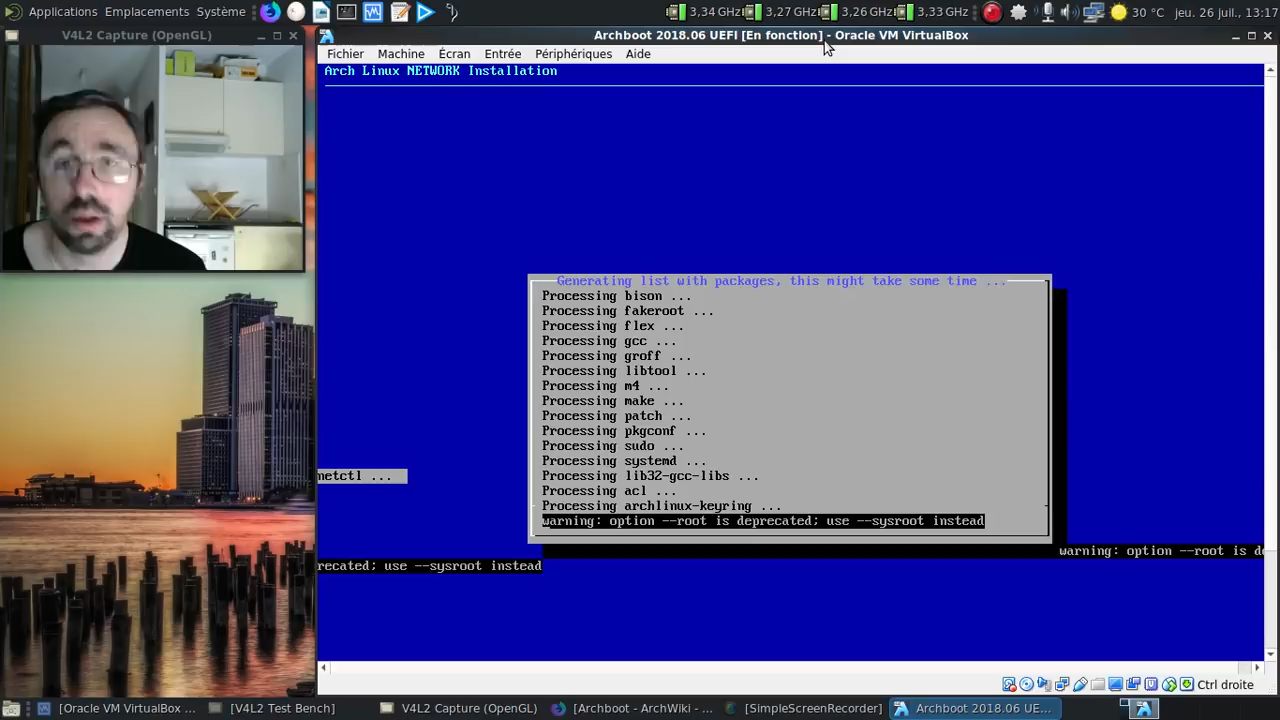 Applications Emplacements Système 3,34 GHz 3,27 GHz 3,26 GHz 3,33 GHz 30 °C jeu. 26 juil., 13:17
V4L2 Capture (OpenGL)
Archboot 2018.06 UEFI [En fonction] - Oracle VM VirtualBox
Fichier Machine Écran Entrée Périphériques Aide
Arch Linux NETWORK Installation
Generating list with packages, this might take some time ...
Processing bison ...
Processing fakeroot ...
Processing flex ...
Processing gcc ...
Processing groff ...
Processing libtool ...
Processing m4 ...
Processing make ...
Processing patch ...
Processing pkgconf ...
Processing sudo ...
Processing systemd ...
netctl ... Processing lib32-gcc-libs ...
Processing acl ...
Processing archlinux-keyring ...
warning: option --root is deprecated; use --sysroot instead
warning: option --root is de
recated; use --sysroot instead
Ctrl droite
[Oracle VM VirtualBox ... [V4L2 Test Bench] V4L2 Capture (OpenGL) [Archboot - ArchWiki - ... [SimpleScreenRecorder] Archboot 2018.06 UE...